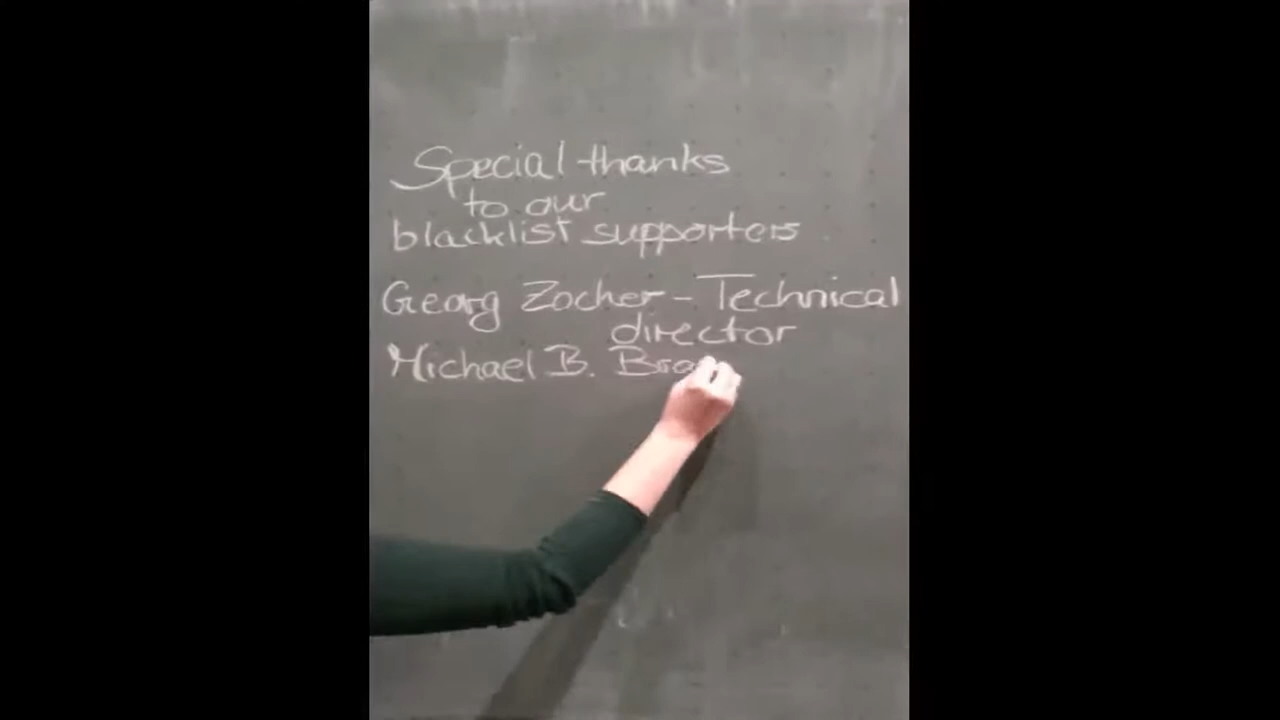 Special thanks
to our
blacklist supporters
Georg Zocher - Technical
director
Michael B.